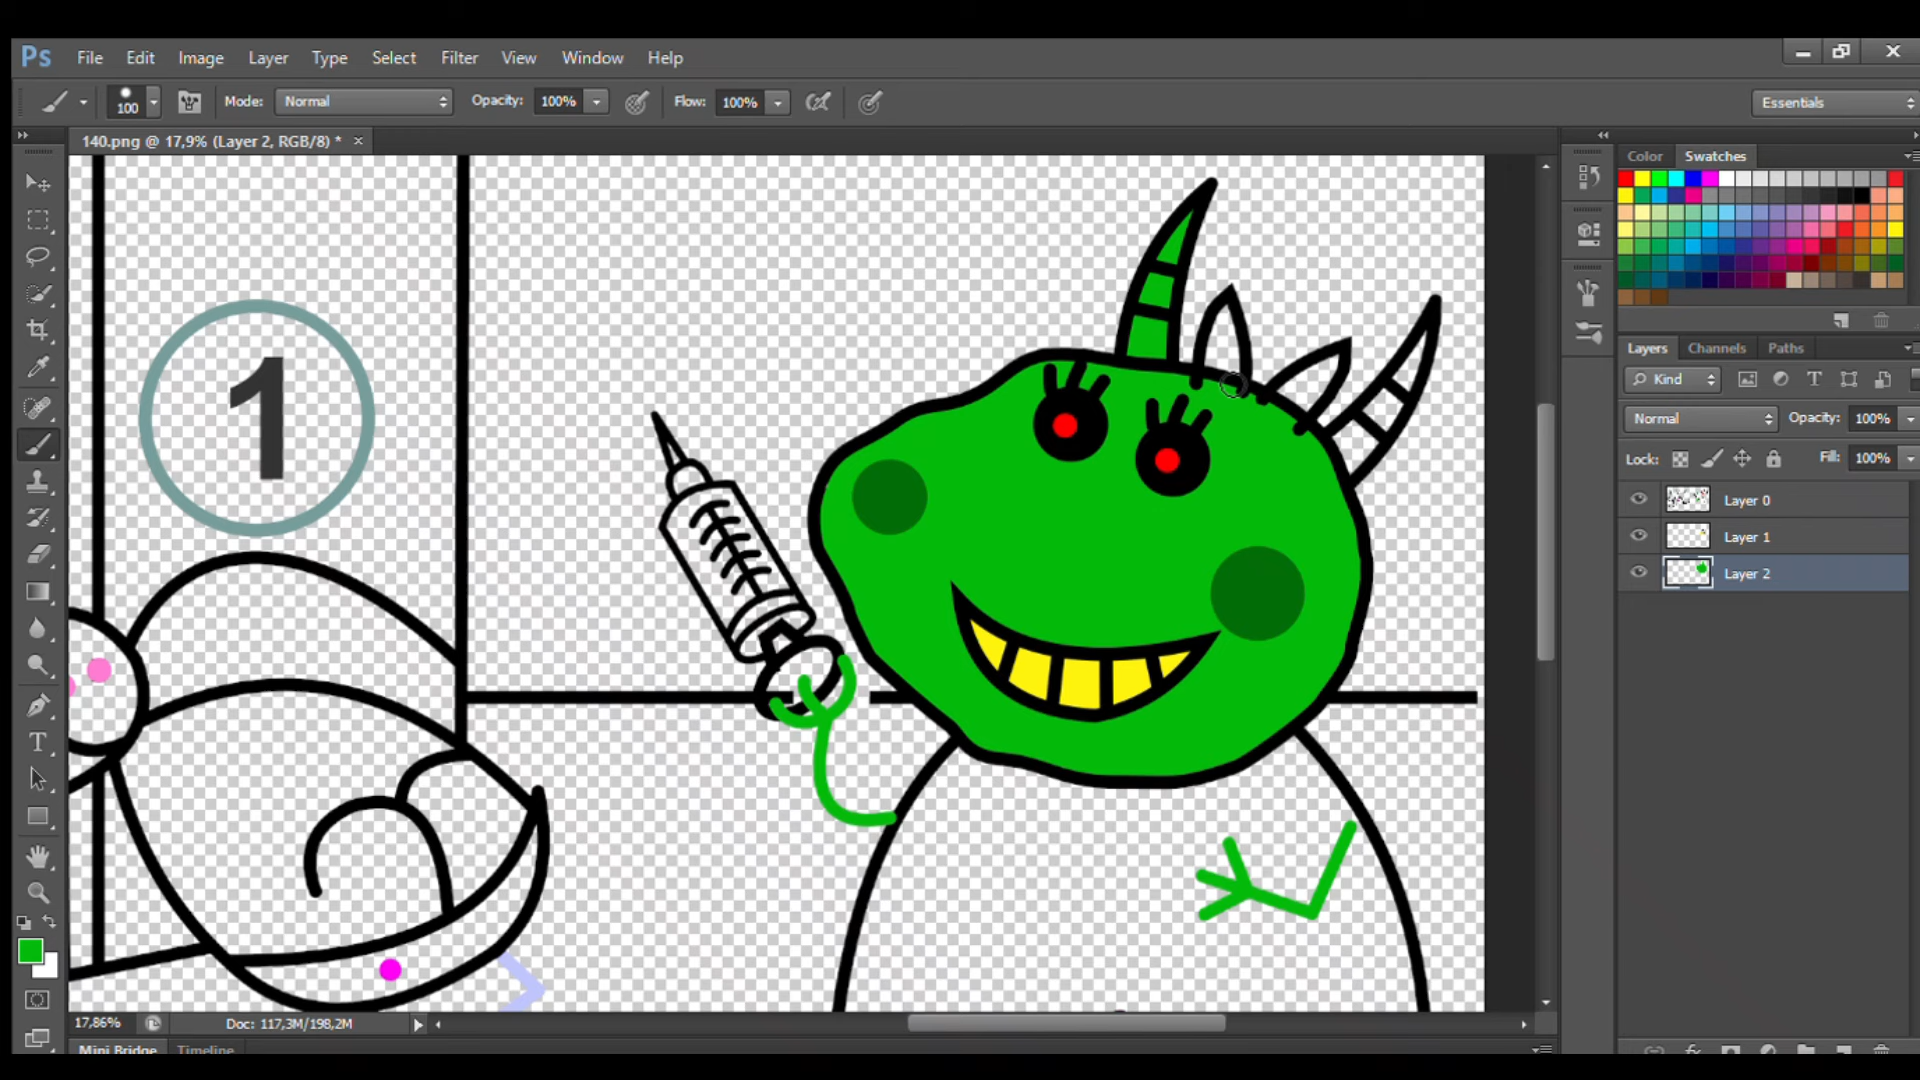 Ps File Edit Image Layer Type Select Filter View Window Help
100 Mode: Normal Opacity: 100% Flow: 100% Essentials
140.png @ 17,9% (Layer 2, RGB/8) * ×
Color Swatches
1
Layers Channels Paths
Kind
Normal Opacity: 100%
Lock: Fill: 100%
Layer 0
Layer 1
Layer 2
17,86% Doc: 117,3M/198,2M
Mini Bridge Timeline